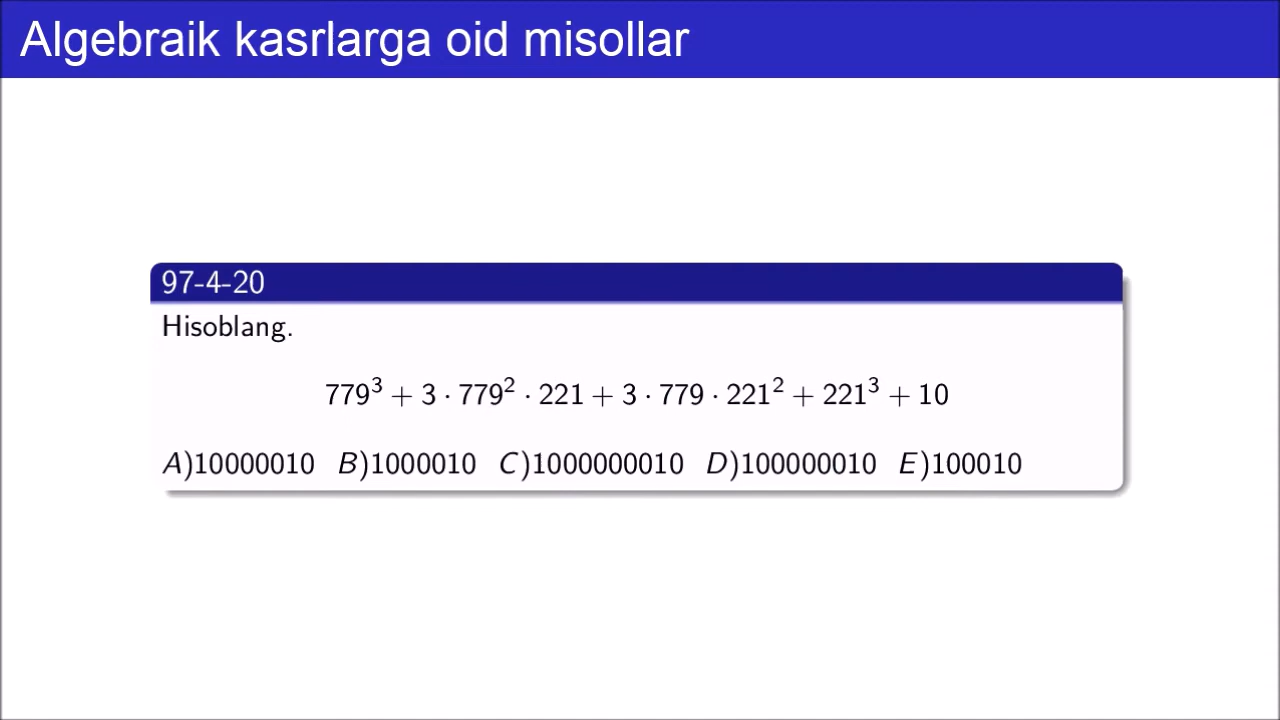 Algebraik kasrlarga oid misollar
97-4-20
Hisoblang.
779³ + 3 · 779² · 221 + 3 · 779 · 221² + 221³ + 10
A)10000010 B)1000010 C)1000000010 D)100000010 E)100010